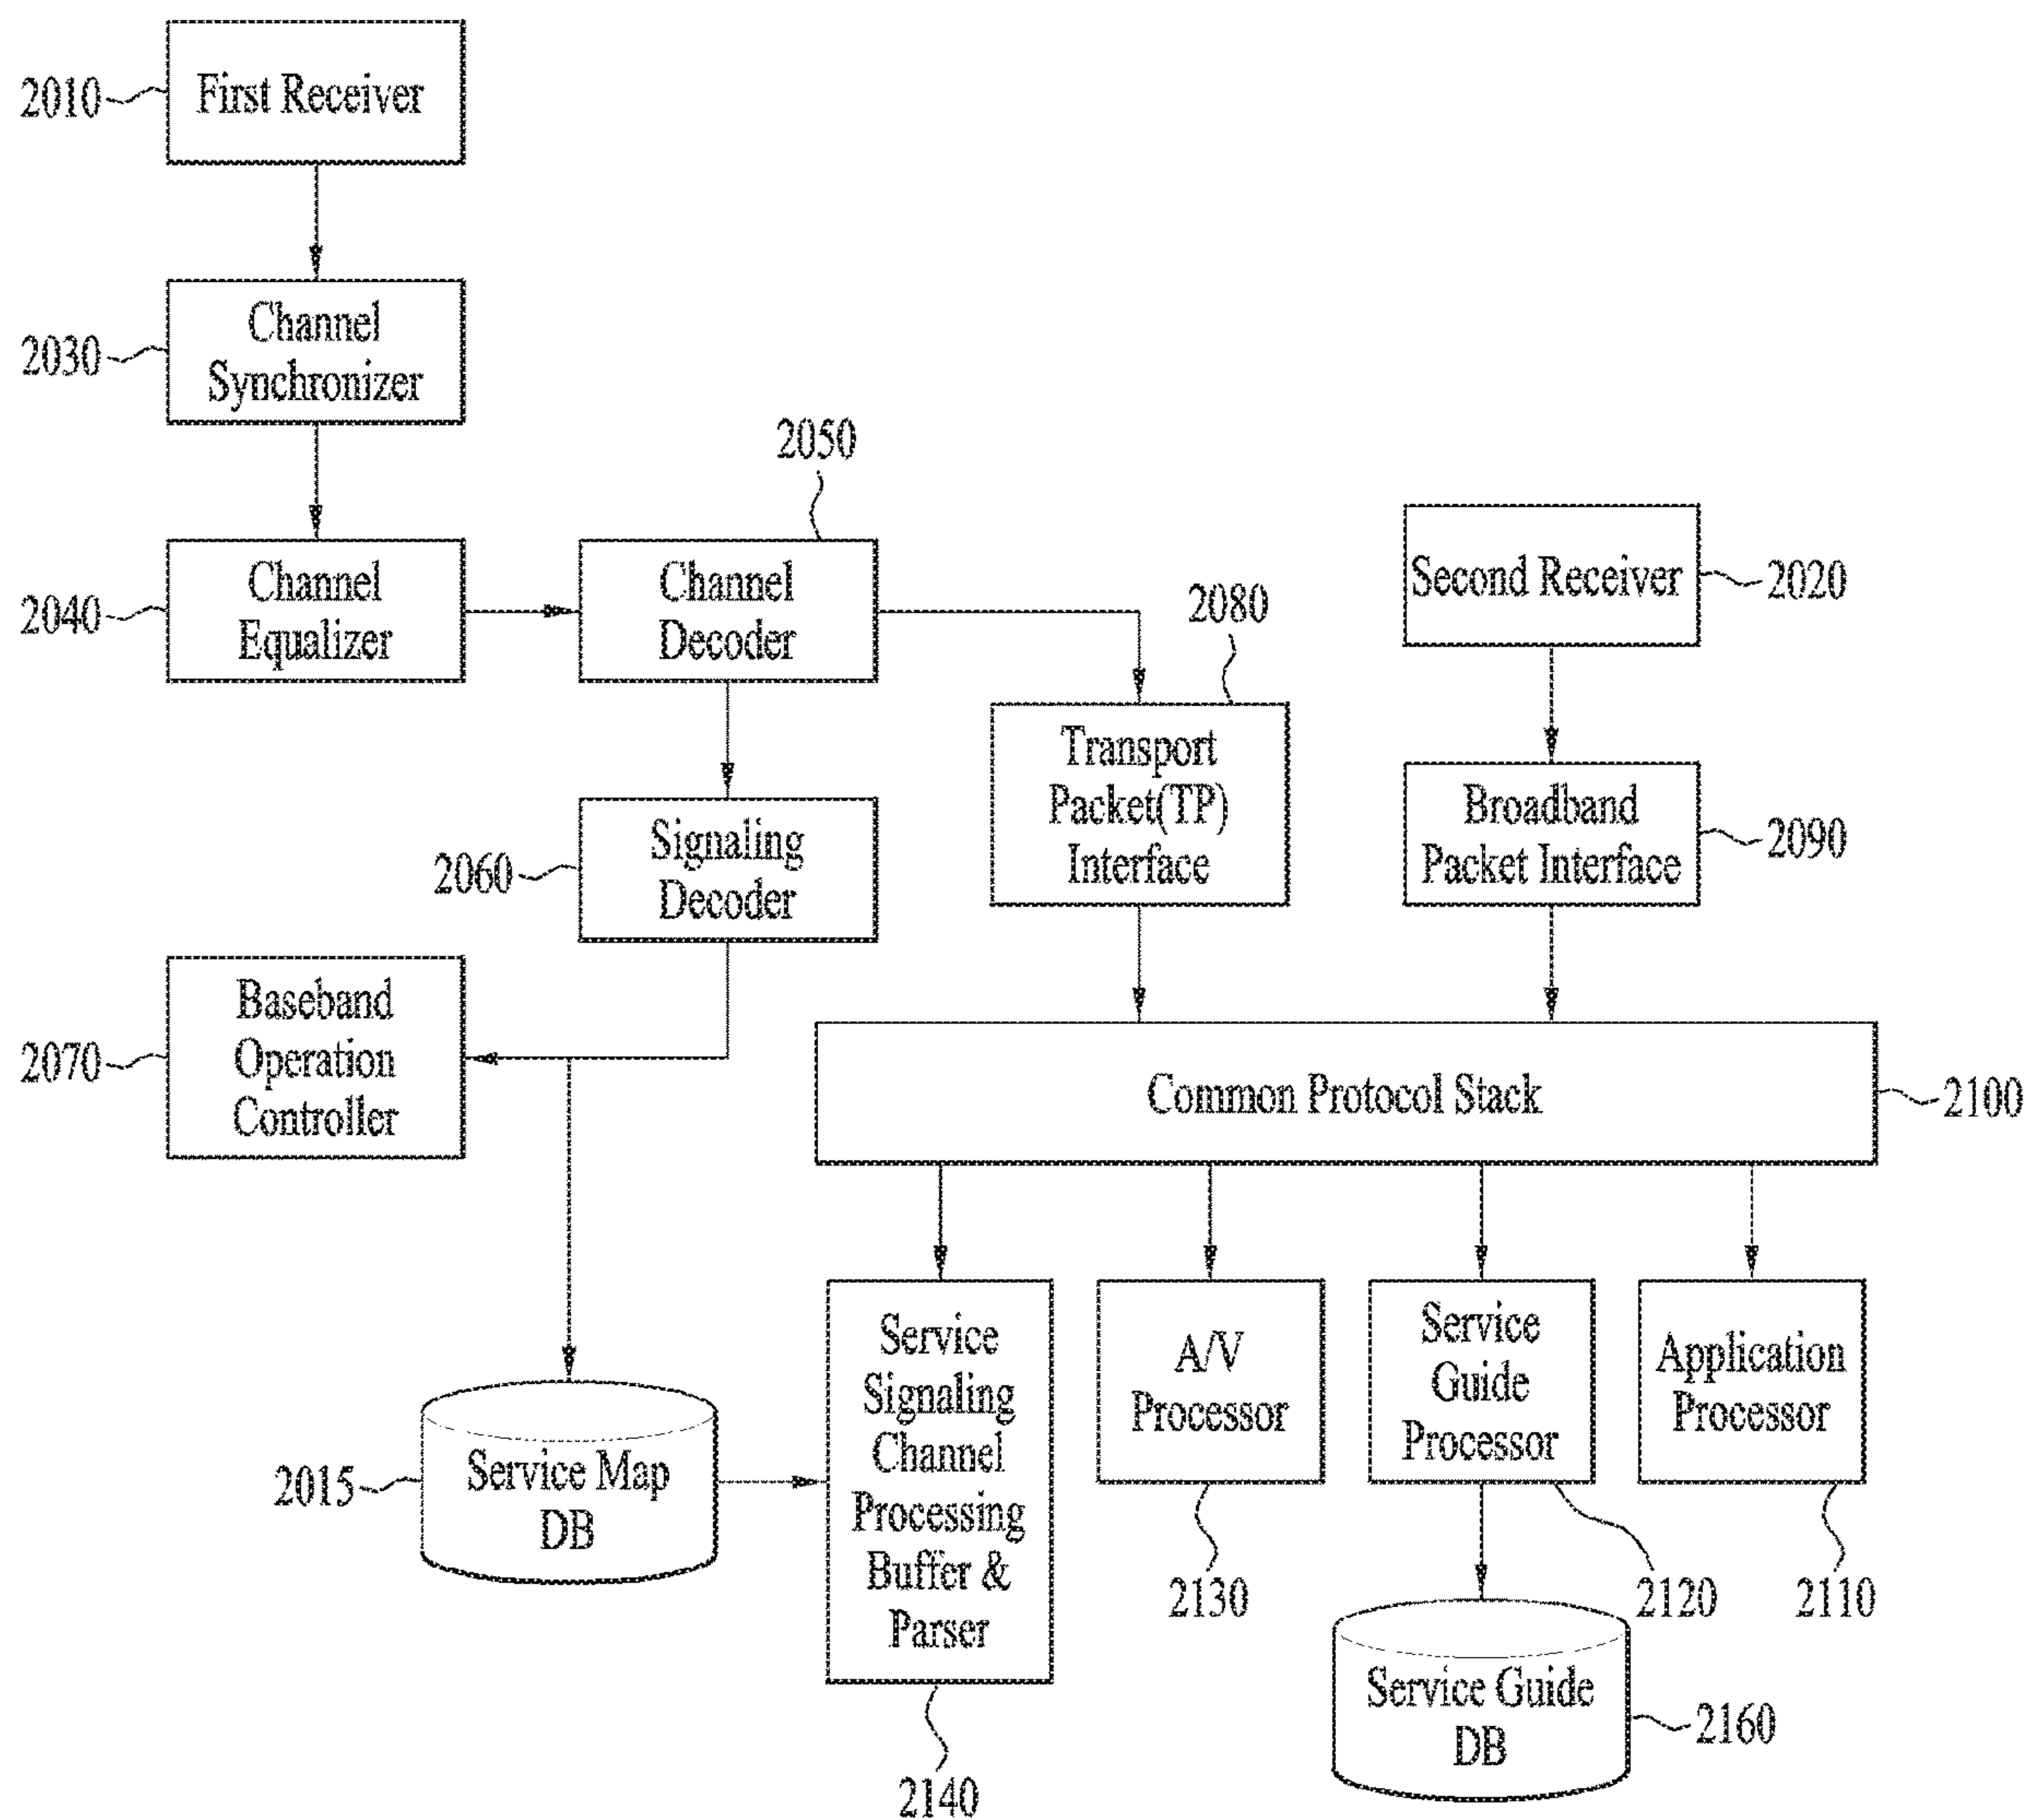 2010
First Receiver
2030
Channel
Synchronizer
2050
2040
Channel
Equalizer
Channel
Decoder
2080
Second Receiver
2020
Transport
Packet(TP)
Interface
Broadband
Packet Interface
2090
2060
Signaling
Decoder
2070
Baseband
Operation
Controller
Common Protocol Stack
2100
2015
Service Map
DB
Service
Signaling
Channel
Processing
Buffer &
Parser
A/V
Processor
Service
Guide
Processor
Application
Processor
2130
2120
2110
2140
Service Guide
DB
2160